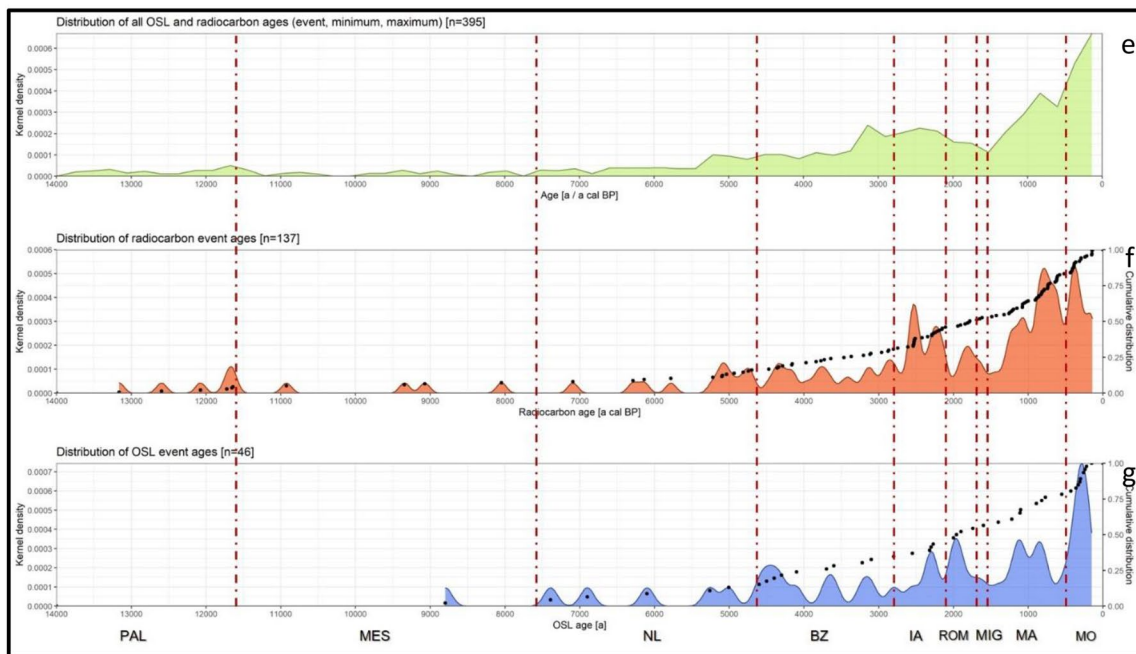 Distribution of all OSL and radiocarbon ages (event, minimum, maximum) [n=395]
e
Kernel density
0.0006
0.0005
0.0004
0.0003
0.0002
0.0001
0.0000
14000 13000 12000 11000 10000 9000 8000 7000 6000 5000 4000 3000 2000 1000 0
Age [a / a cal BP]
Distribution of radiocarbon event ages [n=137]
f
Kernel density
0.0006
0.0005
0.0004
0.0003
0.0002
0.0001
0.0000
1.00
0.75
0.50
0.25
0.00
Cumulative distribution
14000 13000 12000 11000 10000 9000 8000 7000 6000 5000 4000 3000 2000 1000 0
Radiocarbon age [a cal BP]
Distribution of OSL event ages [n=46]
g
Kernel density
0.0007
0.0006
0.0005
0.0004
0.0003
0.0002
0.0001
0.0000
1.00
0.75
0.50
0.25
0.00
Cumulative distribution
14000 13000 12000 11000 10000 9000 8000 7000 6000 5000 4000 3000 2000 1000 0
OSL age [a]
PAL MES NL BZ IA ROM MIG MA MO